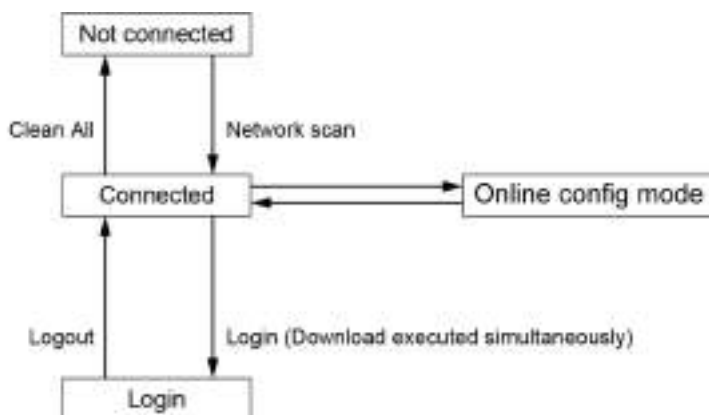 Not connected
Clean All
Network scan
Connected
Online config mode
Logout
Login (Download executed simultaneously)
Login